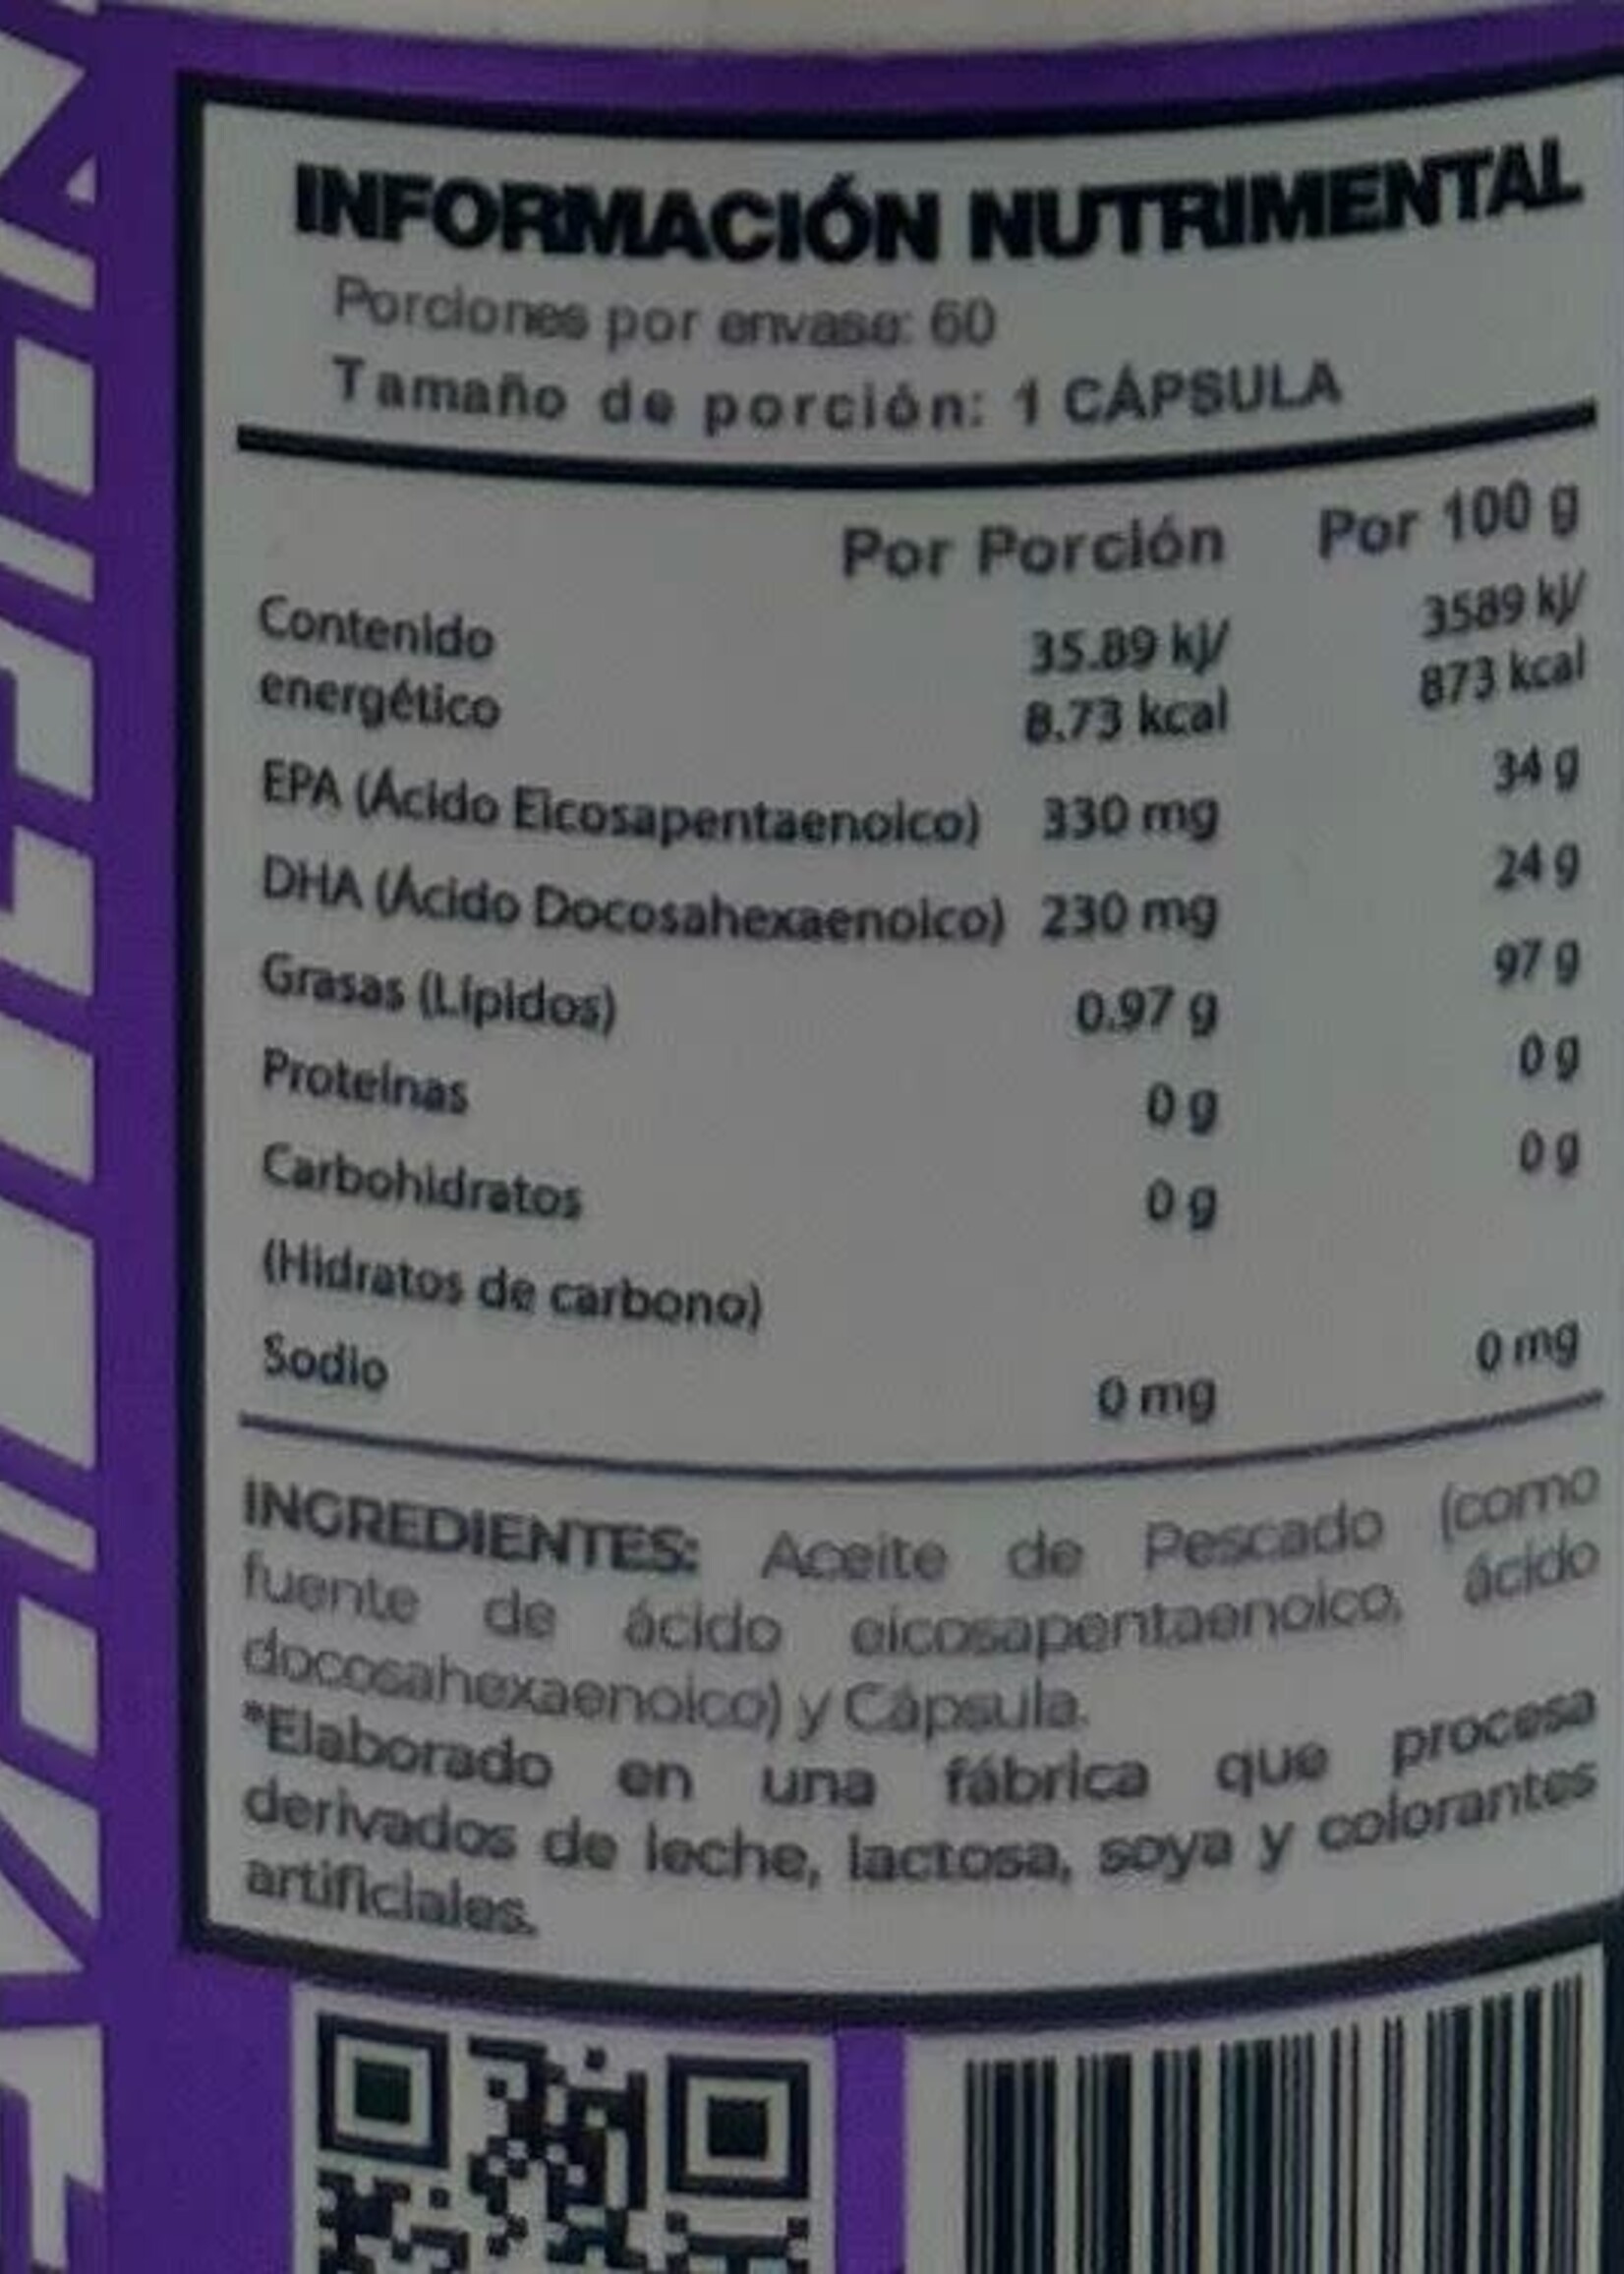 INFORMACIÓN NUTRIMENTAL
Porciones por envase: 60
Tamaño de porción: 1 CÁPSULA
Por Porción Por 100 g
Contenido 35.89 kj/ 3589 kj/
energético 8.73 kcal 873 kcal
EPA (Ácido Eicosapentaenoico) 330 mg 34 g
DHA (Ácido Docosahexaenoico) 230 mg 24 g
Grasas (Lípidos) 0.97 g 97 g
Proteínas 0 g 0 g
Carbohidratos 0 g 0 g
(Hidratos de carbono)
Sodio 0 mg 0 mg
INGREDIENTES: Aceite de Pescado (como
fuente de ácido eicosapentaenoico, ácido
docosahexaenoico) y Cápsula.
*Elaborado en una fábrica que procesa
derivados de leche, lactosa, soya y colorantes
artificiales.